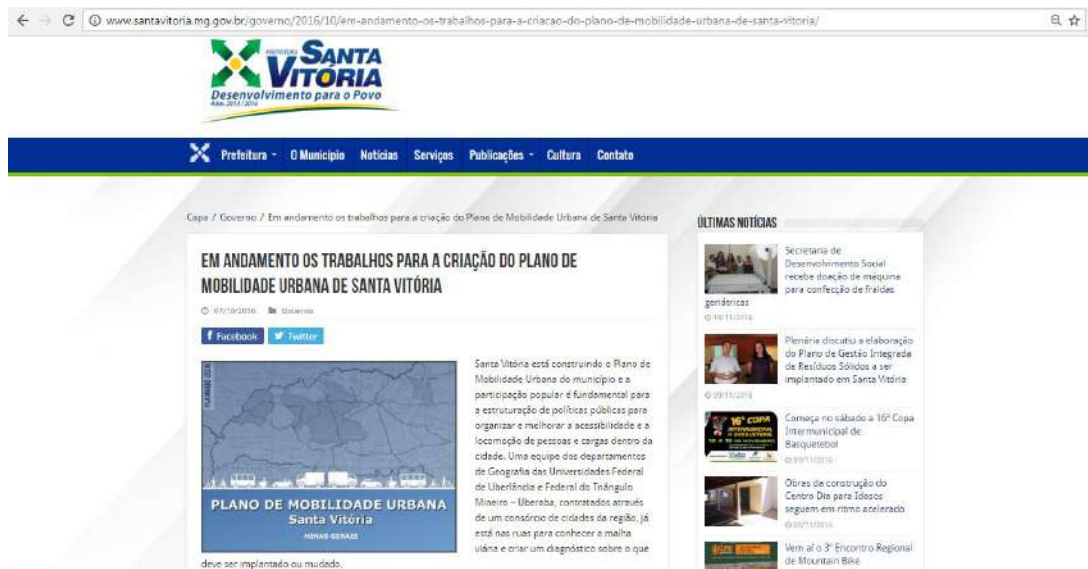 www.santavitoria.mg.gov.br/governo/2016/10/em-andamento-os-trabalhos-para-a-criacao-do-plano-de-mobilidade-urbana-de-santa-vitoria/
PREFEITURA
SANTA
VITÓRIA
Desenvolvimento para o Povo
Adm. 2013/2016
Prefeitura
O Município
Notícias
Serviços
Publicações
Cultura
Contato
Capa / Governo / Em andamento os trabalhos para a criação do Plano de Mobilidade Urbana de Santa Vitória
EM ANDAMENTO OS TRABALHOS PARA A CRIAÇÃO DO PLANO DE
MOBILIDADE URBANA DE SANTA VITÓRIA
07/10/2016 Governo
Facebook Twitter
PLANO DE MOBILIDADE URBANA
Santa Vitória
MINAS GERAIS
Santa Vitória está construindo o Plano de
Mobilidade Urbana do município e a
participação popular é fundamental para
a estruturação de políticas públicas para
organizar e melhorar a acessibilidade e a
locomoção de pessoas e cargas dentro da
cidade. Uma equipe dos departamentos
de Geografia das Universidades Federal
de Uberlândia e Federal do Triângulo
Mineiro – Uberaba, contratados através
de um consórcio de cidades da região, já
está nas ruas para conhecer a malha
viária e criar um diagnóstico sobre o que
deve ser implantado ou mudado.
ÚLTIMAS NOTÍCIAS
Secretaria de
Desenvolvimento Social
recebe doação de máquina
para confecção de fraldas
geriátricas
Plenária discutiu a elaboração
do Plano de Gestão Integrada
de Resíduos Sólidos a ser
implantado em Santa Vitória
09/11/2016
16ª COPA
Começa no sábado a 16ª Copa
Intermunicipal de
Basquetebol
09/11/2016
Obras da construção do
Centro Dia para Idosos
seguem em ritmo acelerado
Vem aí o 3º Encontro Regional
de Mountain Bike